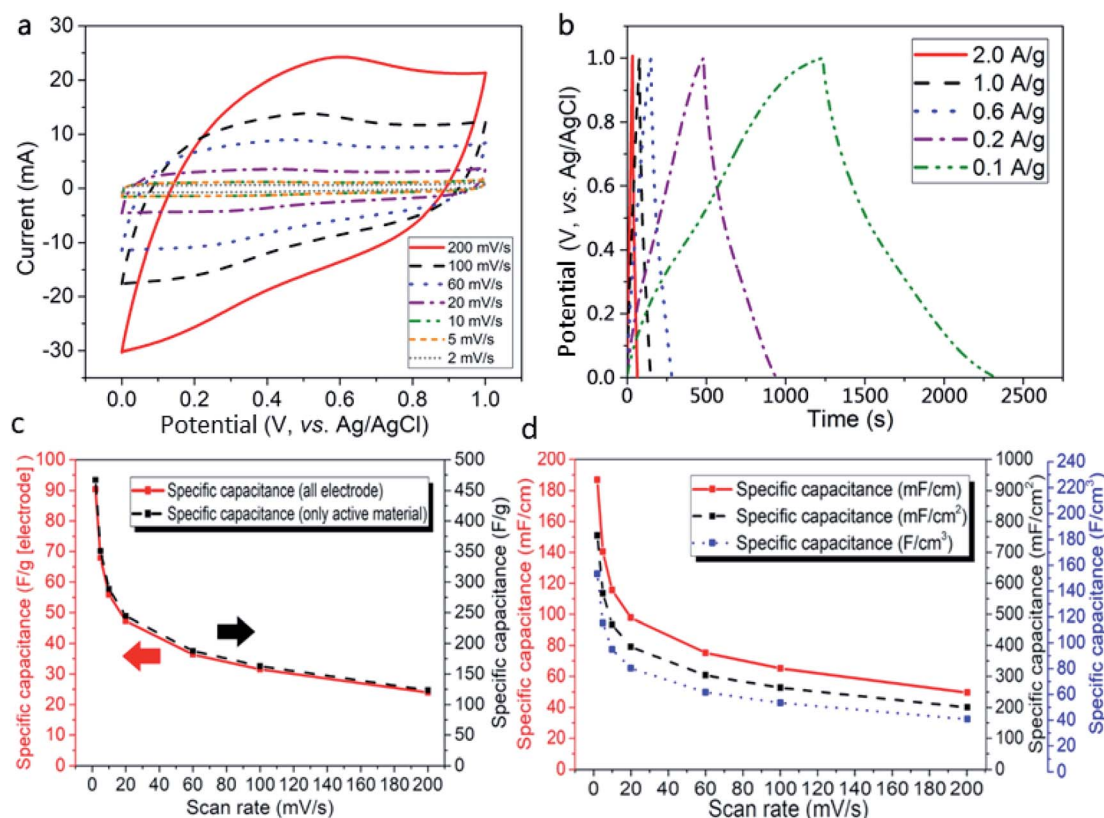 a
30
20
10
0
-10
-20
-30
Current (mA)
200 mV/s
100 mV/s
60 mV/s
20 mV/s
10 mV/s
5 mV/s
2 mV/s
0.0 0.2 0.4 0.6 0.8 1.0
Potential (V, vs. Ag/AgCl)
b
1.0
0.8
0.6
0.4
0.2
0.0
Potential (V, vs. Ag/AgCl)
2.0 A/g
1.0 A/g
0.6 A/g
0.2 A/g
0.1 A/g
0 500 1000 1500 2000 2500
Time (s)
c
100
90
80
70
60
50
40
30
20
10
0
Specific capacitance (F/g [electrode])
Specific capacitance (all electrode)
Specific capacitance (only active material)
500
450
400
350
300
250
200
150
100
50
0
Specific capacitance (F/g)
0 20 40 60 80 100 120 140 160 180 200
Scan rate (mV/s)
d
200
180
160
140
120
100
80
60
40
20
0
Specific capacitance (mF/cm)
Specific capacitance (mF/cm)
Specific capacitance (mF/cm²)
Specific capacitance (F/cm³)
1000
900
800
700
600
500
400
300
200
100
0
Specific capacitance (mF/cm²)
240
220
200
180
160
140
120
100
80
60
40
20
0
Specific capacitance (F/cm³)
0 20 40 60 80 100 120 140 160 180 200
Scan rate (mV/s)